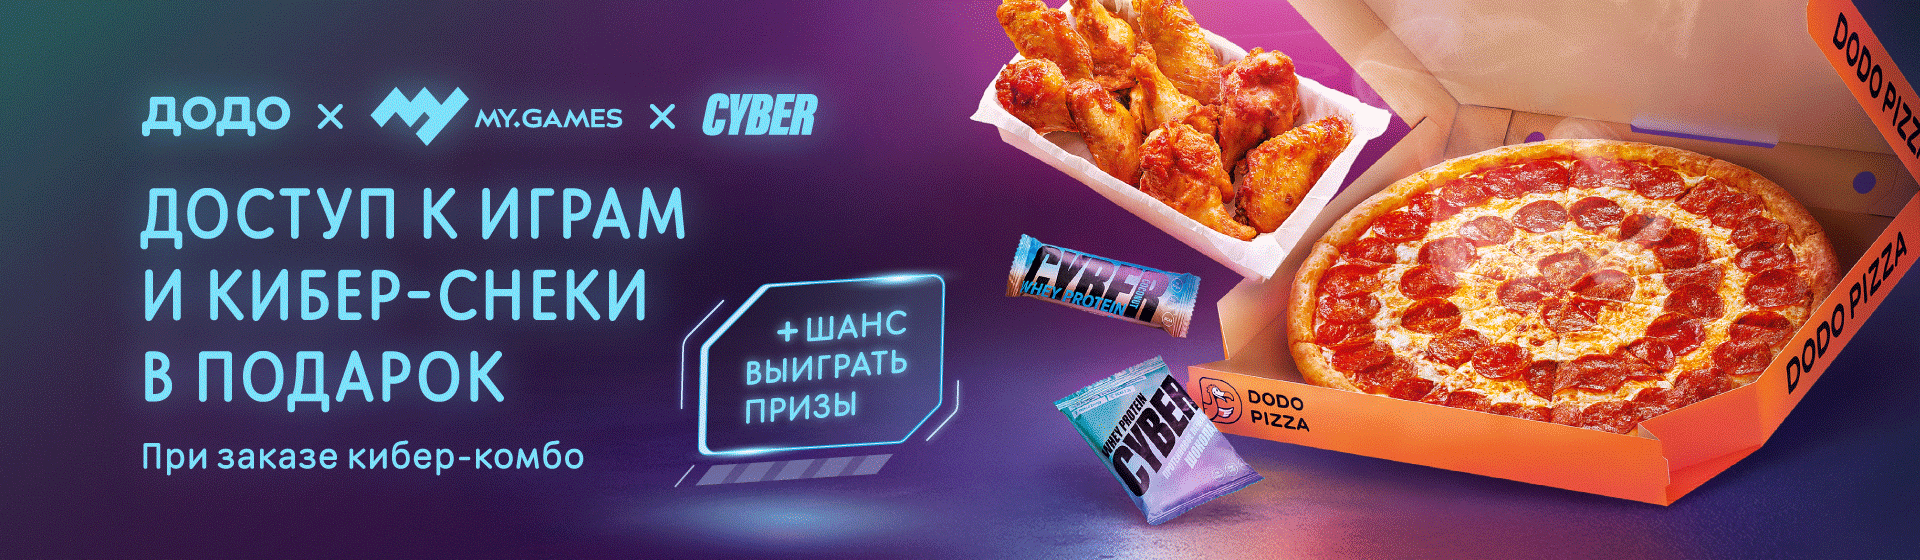 ДОДО × MY.GAMES × CYBER
ДОСТУП К ИГРАМ
И КИБЕР-СНЕКИ
В ПОДАРОК
При заказе кибер-комбо
+ ШАНС
ВЫИГРАТЬ
ПРИЗЫ
CYBER
WHEY PROTEIN
COCONUT
WHEY PROTEIN
CYBER
DODO
PIZZA
DODO PIZZA
DODO PIZZA